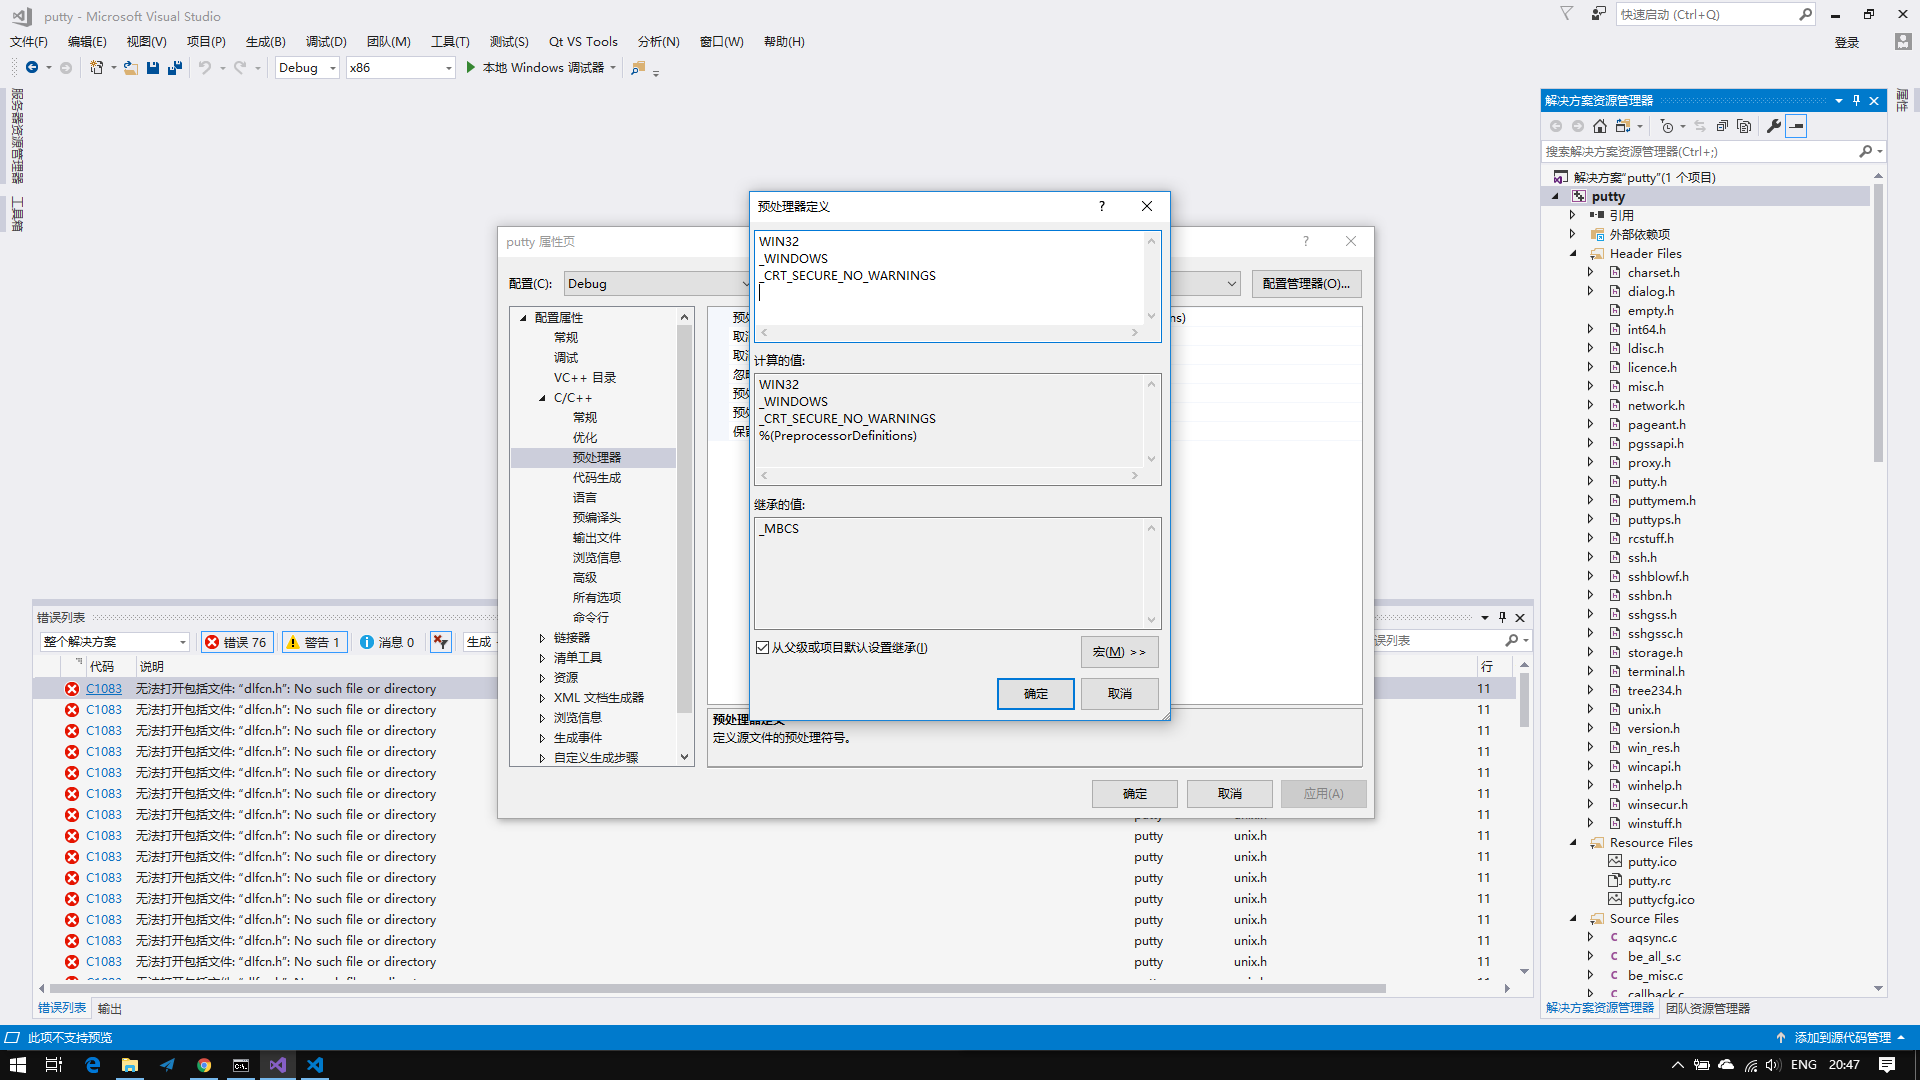 putty - Microsoft Visual Studio
快速启动 (Ctrl+Q)
文件(F) 编辑(E) 视图(V) 项目(P) 生成(B) 调试(D) 团队(M) 工具(T) 测试(S) Qt VS Tools 分析(N) 窗口(W) 帮助(H)
登录
Debug x86 本地 Windows 调试器
服务器资源管理器
工具箱
属性
解决方案资源管理器
搜索解决方案资源管理器(Ctrl+;)
解决方案"putty"(1 个项目)
putty
引用
外部依赖项
Header Files
charset.h
dialog.h
empty.h
int64.h
ldisc.h
licence.h
misc.h
network.h
pageant.h
pgssapi.h
proxy.h
putty.h
puttymem.h
puttyps.h
rcstuff.h
ssh.h
sshblowf.h
sshbn.h
sshgss.h
sshgssc.h
storage.h
terminal.h
tree234.h
unix.h
version.h
win_res.h
wincapi.h
winhelp.h
winsecur.h
winstuff.h
Resource Files
putty.ico
putty.rc
puttycfg.ico
Source Files
aqsync.c
be_all_s.c
be_misc.c
callback.c
解决方案资源管理器 团队资源管理器
putty 属性页
?
配置(C): Debug
配置管理器(O)...
配置属性
常规
调试
VC++ 目录
C/C++
常规
优化
预处理器
代码生成
语言
预编译头
输出文件
浏览信息
高级
所有选项
命令行
链接器
清单工具
资源
XML 文档生成器
浏览信息
生成事件
自定义生成步骤
ns)
预处理器定义
定义源文件的预处理符号。
确定 取消 应用(A)
预处理器定义
?
WIN32
_WINDOWS
_CRT_SECURE_NO_WARNINGS
计算的值:
WIN32
_WINDOWS
_CRT_SECURE_NO_WARNINGS
%(PreprocessorDefinitions)
继承的值:
_MBCS
从父级或项目默认设置继承(I)
宏(M) >>
确定 取消
错误列表
整个解决方案 错误 76 警告 1 消息 0 生成
代码 说明 行
C1083 无法打开包括文件: "dlfcn.h": No such file or directory 11
C1083 无法打开包括文件: "dlfcn.h": No such file or directory 11
C1083 无法打开包括文件: "dlfcn.h": No such file or directory 11
C1083 无法打开包括文件: "dlfcn.h": No such file or directory 11
C1083 无法打开包括文件: "dlfcn.h": No such file or directory 11
C1083 无法打开包括文件: "dlfcn.h": No such file or directory 11
C1083 无法打开包括文件: "dlfcn.h": No such file or directory 11
C1083 无法打开包括文件: "dlfcn.h": No such file or directory putty unix.h 11
C1083 无法打开包括文件: "dlfcn.h": No such file or directory putty unix.h 11
C1083 无法打开包括文件: "dlfcn.h": No such file or directory putty unix.h 11
C1083 无法打开包括文件: "dlfcn.h": No such file or directory putty unix.h 11
C1083 无法打开包括文件: "dlfcn.h": No such file or directory putty unix.h 11
C1083 无法打开包括文件: "dlfcn.h": No such file or directory putty unix.h 11
C1083 无法打开包括文件: "dlfcn.h": No such file or directory putty unix.h 11
错误列表 输出
此项不支持预览
添加到源代码管理
ENG 20:47